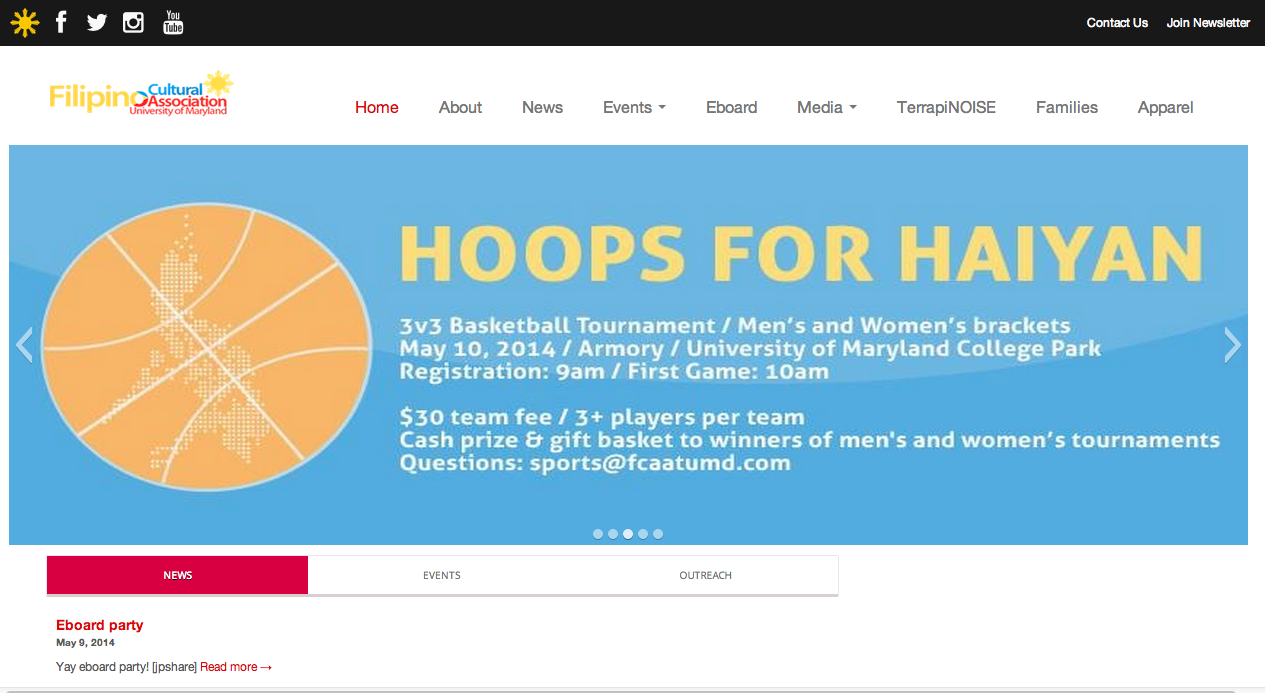 You
Tube
Contact Us Join Newsletter
Filipino Cultural
Association
University of Maryland
Home About News Events Eboard Media TerrapiNOISE Families Apparel
HOOPS FOR HAIYAN
3v3 Basketball Tournament / Men’s and Women’s brackets
May 10, 2014 / Armory / University of Maryland College Park
Registration: 9am / First Game: 10am
$30 team fee / 3+ players per team
Cash prize & gift basket to winners of men's and women’s tournaments
Questions: sports@fcaatumd.com
NEWS EVENTS OUTREACH
Eboard party
May 9, 2014
Yay eboard party! [jpshare] Read more →